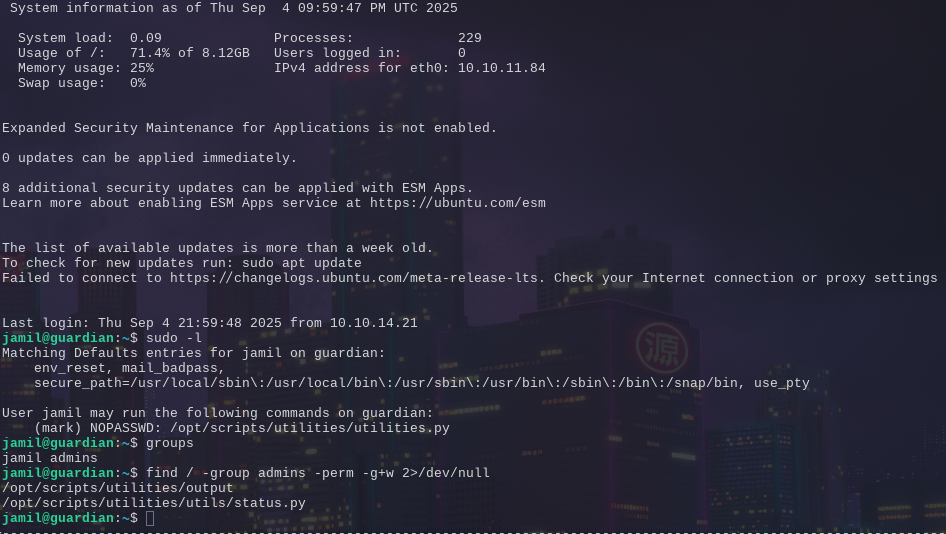 System information as of Thu Sep  4 09:59:47 PM UTC 2025
System load:  0.09               Processes:             229
Usage of /:   71.4% of 8.12GB   Users logged in:       0
Memory usage: 25%                IPv4 address for eth0: 10.10.11.84
Swap usage:   0%
Expanded Security Maintenance for Applications is not enabled.
0 updates can be applied immediately.
8 additional security updates can be applied with ESM Apps.
Learn more about enabling ESM Apps service at https://ubuntu.com/esm
The list of available updates is more than a week old.
To check for new updates run: sudo apt update
Failed to connect to https://changelogs.ubuntu.com/meta-release-lts. Check your Internet connection or proxy settings
Last login: Thu Sep 4 21:59:48 2025 from 10.10.14.21
jamil@guardian:~$ sudo -l
Matching Defaults entries for jamil on guardian:
    env_reset, mail_badpass,
    secure_path=/usr/local/sbin\:/usr/local/bin\:/usr/sbin\:/usr/bin\:/sbin\:/bin\:/snap/bin, use_pty
User jamil may run the following commands on guardian:
    (mark) NOPASSWD: /opt/scripts/utilities/utilities.py
jamil@guardian:~$ groups
jamil admins
jamil@guardian:~$ find / -group admins -perm -g+w 2>/dev/null
/opt/scripts/utilities/output
/opt/scripts/utilities/utils/status.py
jamil@guardian:~$
源